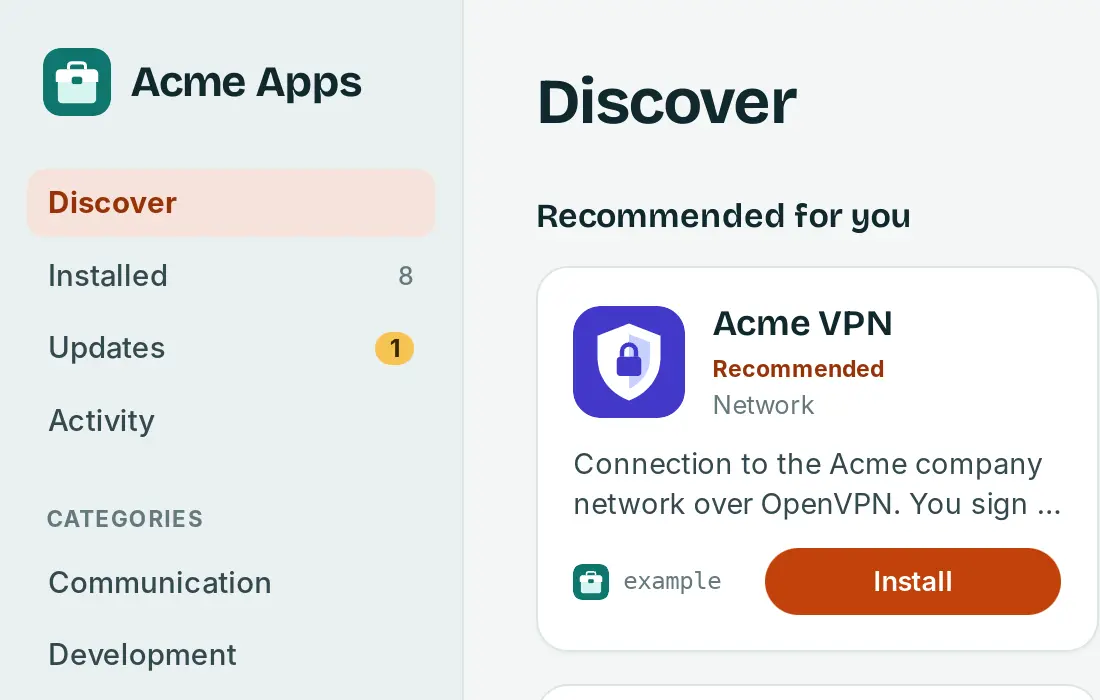 Acme Apps
Discover
Installed 8
Updates 1
Activity
CATEGORIES
Communication
Development
Discover
Recommended for you
Acme VPN
Recommended
Network
Connection to the Acme company
network over OpenVPN. You sign ...
example
Install